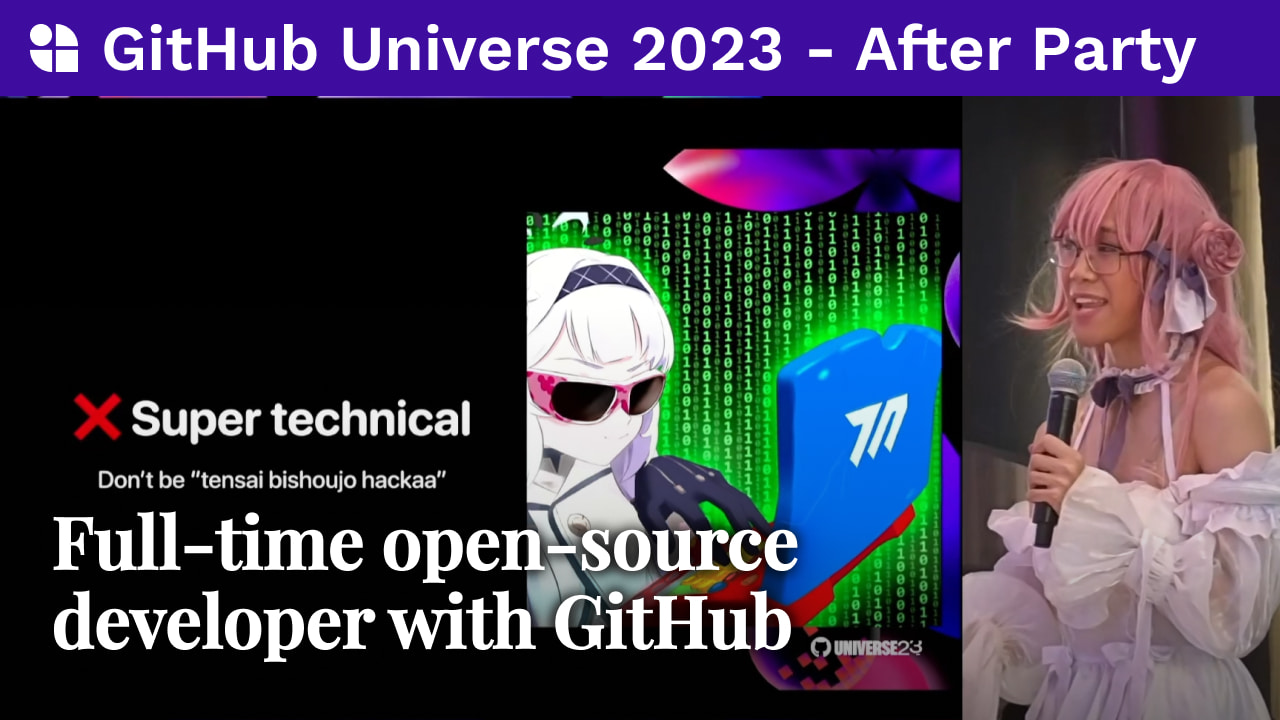 GitHub Universe 2023 - After Party
❌ Super technical
Don't be "tensai bishoujo hackaa"
Full-time open-source
developer with GitHub
UNIVERSE23